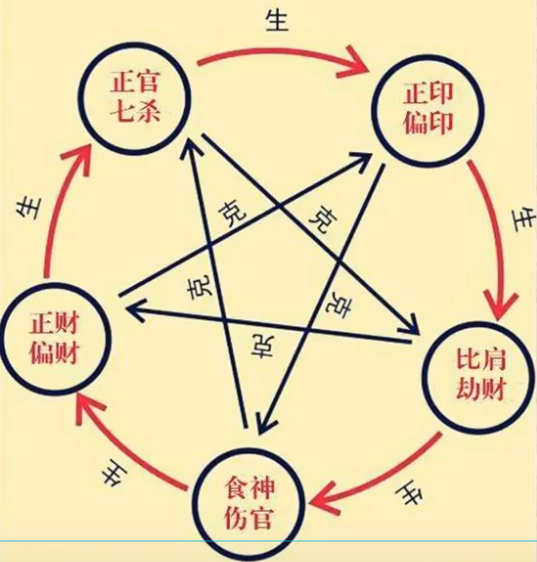 生
正官
七杀
正印
偏印
克
克
生
生
克
克
正财
偏财
克
比肩
劫财
生
食神
伤官
生